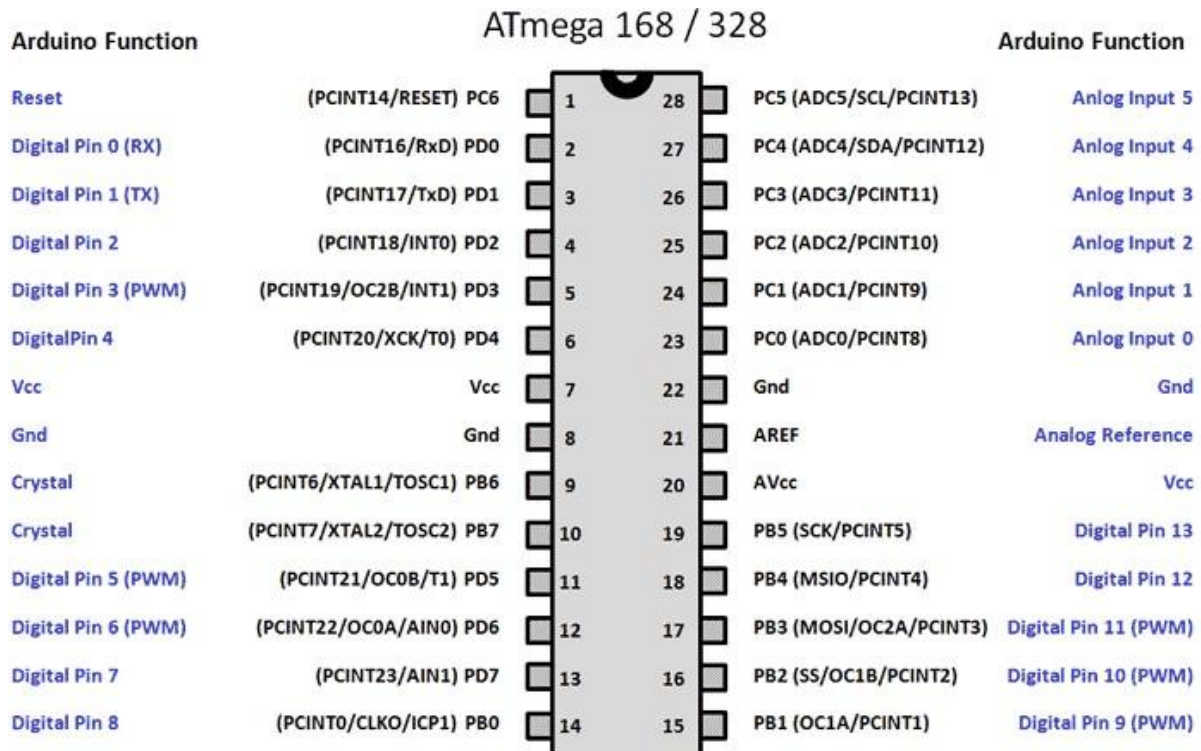 ATmega 168 / 328
Arduino Function Arduino Function
Reset (PCINT14/RESET) PC6 1 28 PC5 (ADC5/SCL/PCINT13) Anlog Input 5
Digital Pin 0 (RX) (PCINT16/RxD) PD0 2 27 PC4 (ADC4/SDA/PCINT12) Anlog Input 4
Digital Pin 1 (TX) (PCINT17/TxD) PD1 3 26 PC3 (ADC3/PCINT11) Anlog Input 3
Digital Pin 2 (PCINT18/INT0) PD2 4 25 PC2 (ADC2/PCINT10) Anlog Input 2
Digital Pin 3 (PWM) (PCINT19/OC2B/INT1) PD3 5 24 PC1 (ADC1/PCINT9) Anlog Input 1
DigitalPin 4 (PCINT20/XCK/T0) PD4 6 23 PC0 (ADC0/PCINT8) Anlog Input 0
Vcc Vcc 7 22 Gnd Gnd
Gnd Gnd 8 21 AREF Analog Reference
Crystal (PCINT6/XTAL1/TOSC1) PB6 9 20 AVcc Vcc
Crystal (PCINT7/XTAL2/TOSC2) PB7 10 19 PB5 (SCK/PCINT5) Digital Pin 13
Digital Pin 5 (PWM) (PCINT21/OC0B/T1) PD5 11 18 PB4 (MSIO/PCINT4) Digital Pin 12
Digital Pin 6 (PWM) (PCINT22/OC0A/AIN0) PD6 12 17 PB3 (MOSI/OC2A/PCINT3) Digital Pin 11 (PWM)
Digital Pin 7 (PCINT23/AIN1) PD7 13 16 PB2 (SS/OC1B/PCINT2) Digital Pin 10 (PWM)
Digital Pin 8 (PCINT0/CLKO/ICP1) PB0 14 15 PB1 (OC1A/PCINT1) Digital Pin 9 (PWM)